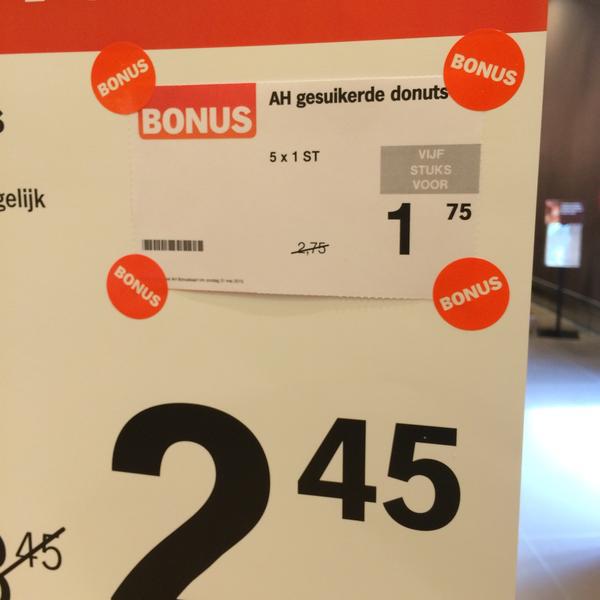 BONUS
BONUS
AH gesuikerde donuts
BONUS
5 x 1 ST
VIJF
STUKS
VOOR
gelijk
1 75
2,75
BONUS
BONUS
2 45
45